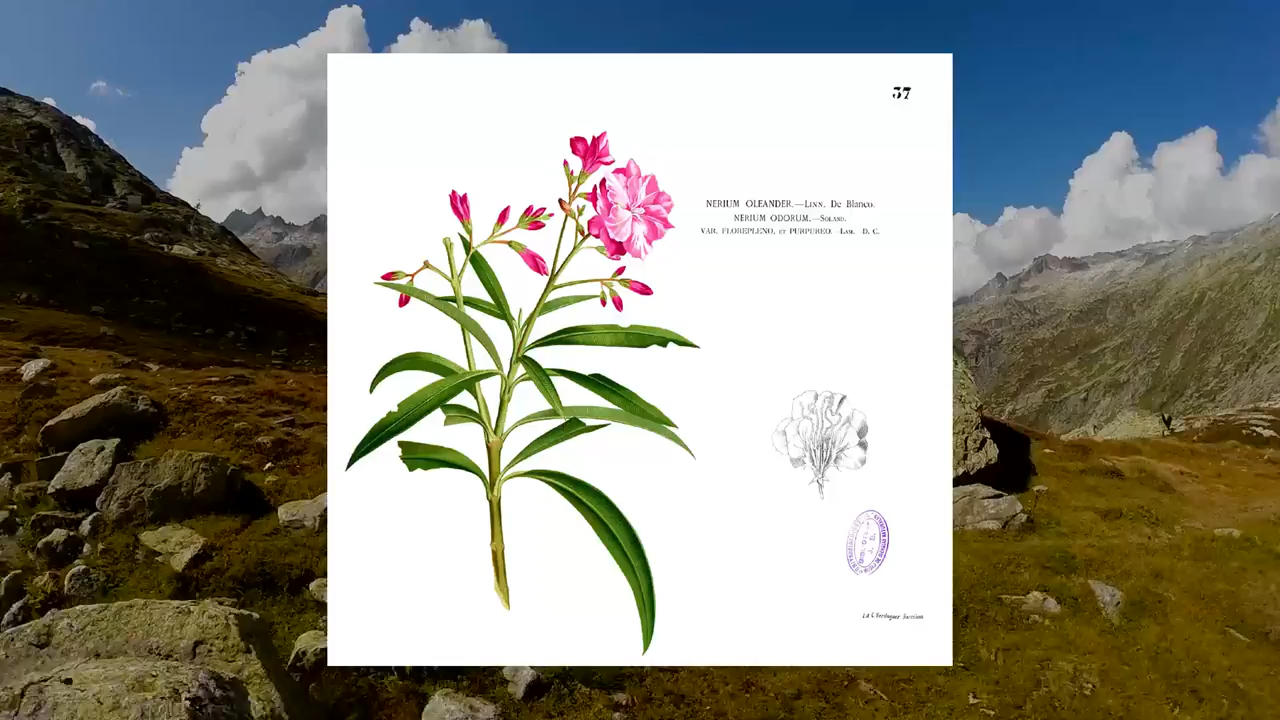 37
NERIUM OLEANDER.—LINN. De Blanco.
NERIUM ODORUM.—SOLAND.
VAR. FLOREPLENO, ET PURPUREO.—LAM. D. C.